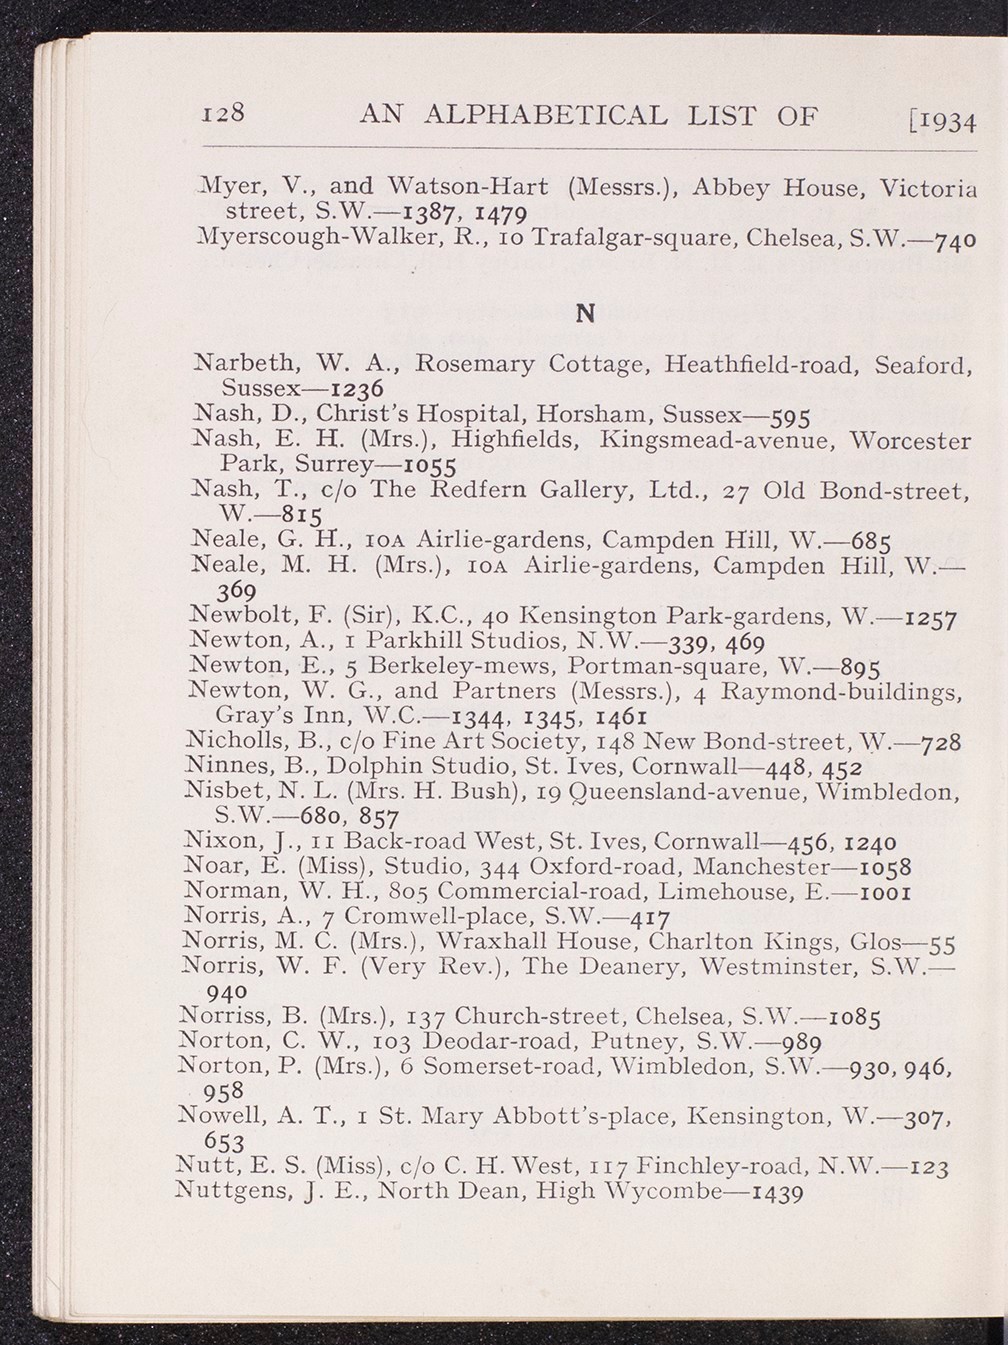 128 AN ALPHABETICAL LIST OF [1934
Myer, V., and Watson-Hart (Messrs.), Abbey House, Victoria
street, S.W.—1387, 1479
Myerscough-Walker, R., 10 Trafalgar-square, Chelsea, S.W.—740
N
Narbeth, W. A., Rosemary Cottage, Heathfield-road, Seaford,
Sussex—1236
Nash, D., Christ's Hospital, Horsham, Sussex—595
Nash, E. H. (Mrs.), Highfields, Kingsmead-avenue, Worcester
Park, Surrey—1055
Nash, T., c/o The Redfern Gallery, Ltd., 27 Old Bond-street,
W.—815
Neale, G. H., 10A Airlie-gardens, Campden Hill, W.—685
Neale, M. H. (Mrs.), 10A Airlie-gardens, Campden Hill, W.—
369
Newbolt, F. (Sir), K.C., 40 Kensington Park-gardens, W.—1257
Newton, A., 1 Parkhill Studios, N.W.—339, 469
Newton, E., 5 Berkeley-mews, Portman-square, W.—895
Newton, W. G., and Partners (Messrs.), 4 Raymond-buildings,
Gray's Inn, W.C.—1344, 1345, 1461
Nicholls, B., c/o Fine Art Society, 148 New Bond-street, W.—728
Ninnes, B., Dolphin Studio, St. Ives, Cornwall—448, 452
Nisbet, N. L. (Mrs. H. Bush), 19 Queensland-avenue, Wimbledon,
S.W.—680, 857
Nixon, J., 11 Back-road West, St. Ives, Cornwall—456, 1240
Noar, E. (Miss), Studio, 344 Oxford-road, Manchester—1058
Norman, W. H., 805 Commercial-road, Limehouse, E.—1001
Norris, A., 7 Cromwell-place, S.W.—417
Norris, M. C. (Mrs.), Wraxhall House, Charlton Kings, Glos—55
Norris, W. F. (Very Rev.), The Deanery, Westminster, S.W.—
940
Norriss, B. (Mrs.), 137 Church-street, Chelsea, S.W.—1085
Norton, C. W., 103 Deodar-road, Putney, S.W.—989
Norton, P. (Mrs.), 6 Somerset-road, Wimbledon, S.W.—930, 946,
958
Nowell, A. T., 1 St. Mary Abbott's-place, Kensington, W.—307,
653
Nutt, E. S. (Miss), c/o C. H. West, 117 Finchley-road, N.W.—123
Nuttgens, J. E., North Dean, High Wycombe—1439